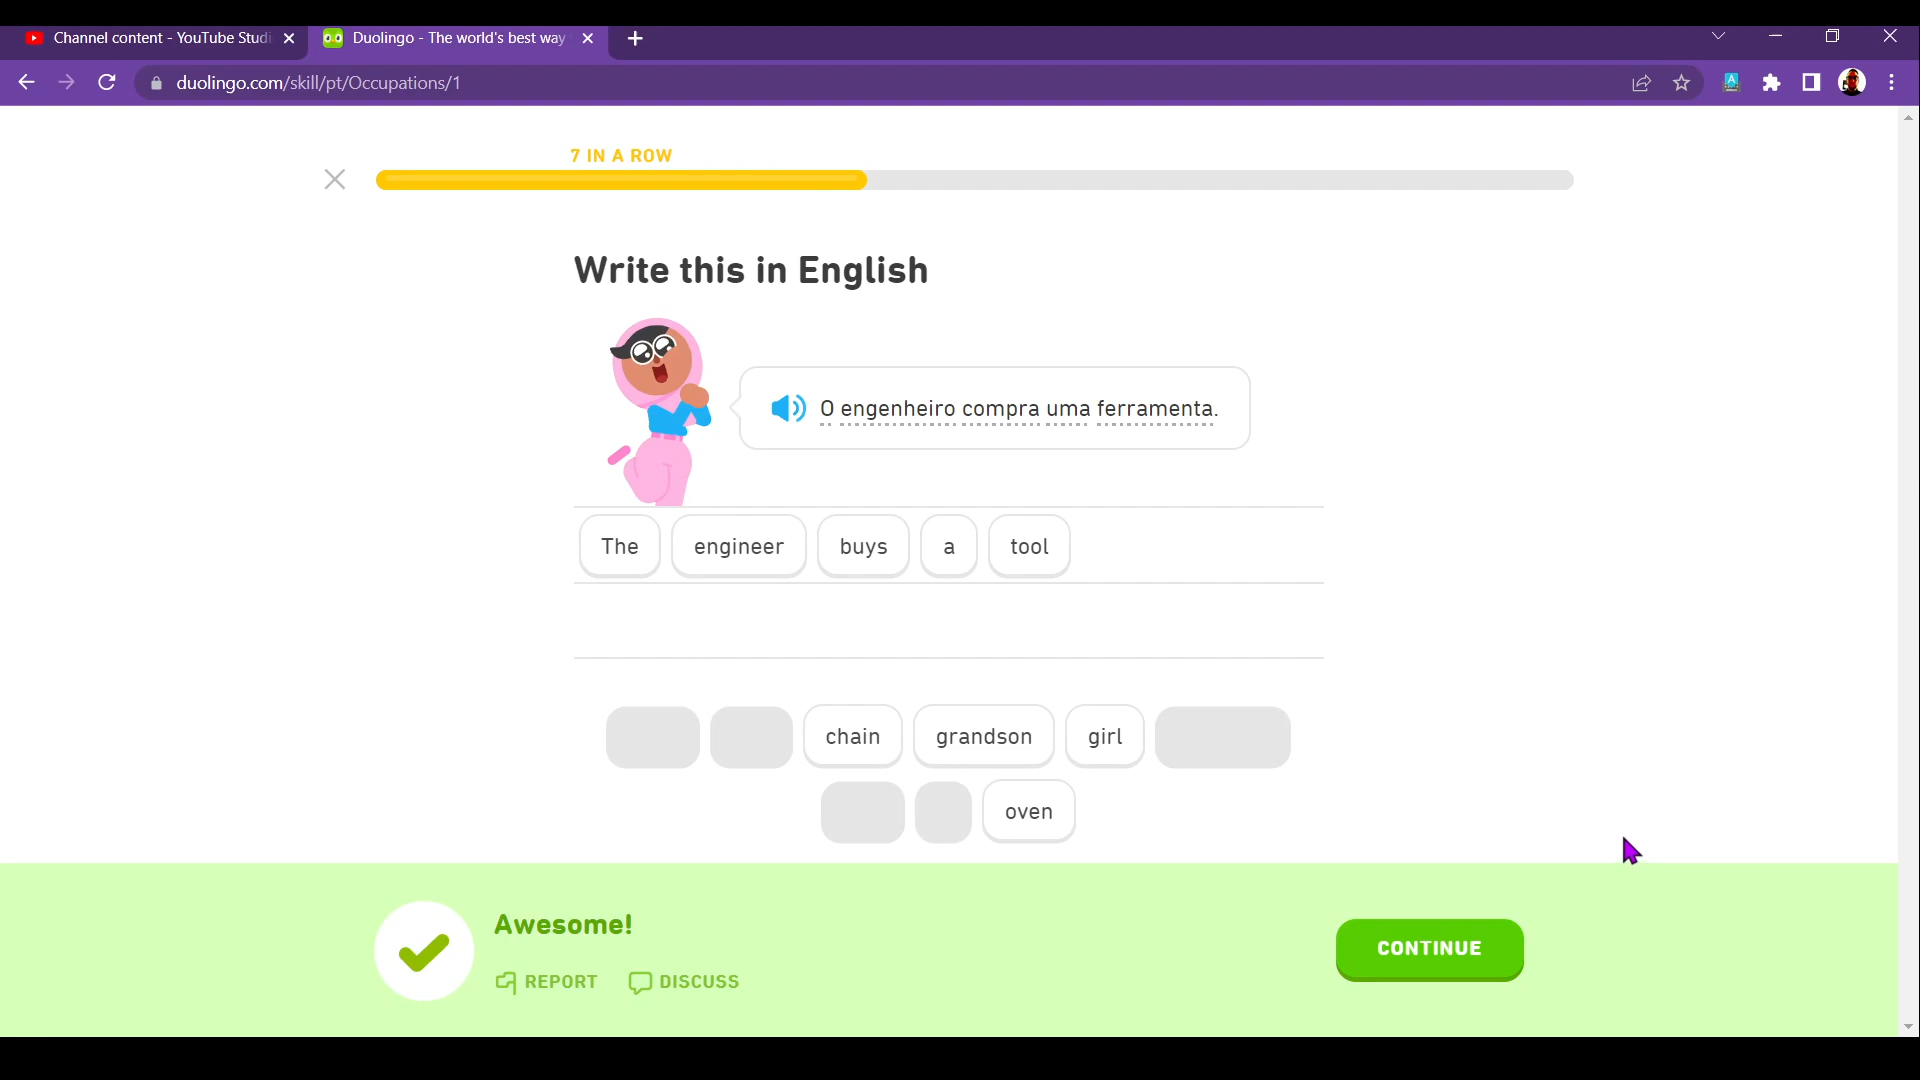 Channel content - YouTube Studi
Duolingo - The world's best way
duolingo.com/skill/pt/Occupations/1
7 IN A ROW
Write this in English
O engenheiro compra uma ferramenta.
The engineer buys a tool
chain grandson girl
oven
Awesome!
REPORT DISCUSS
CONTINUE